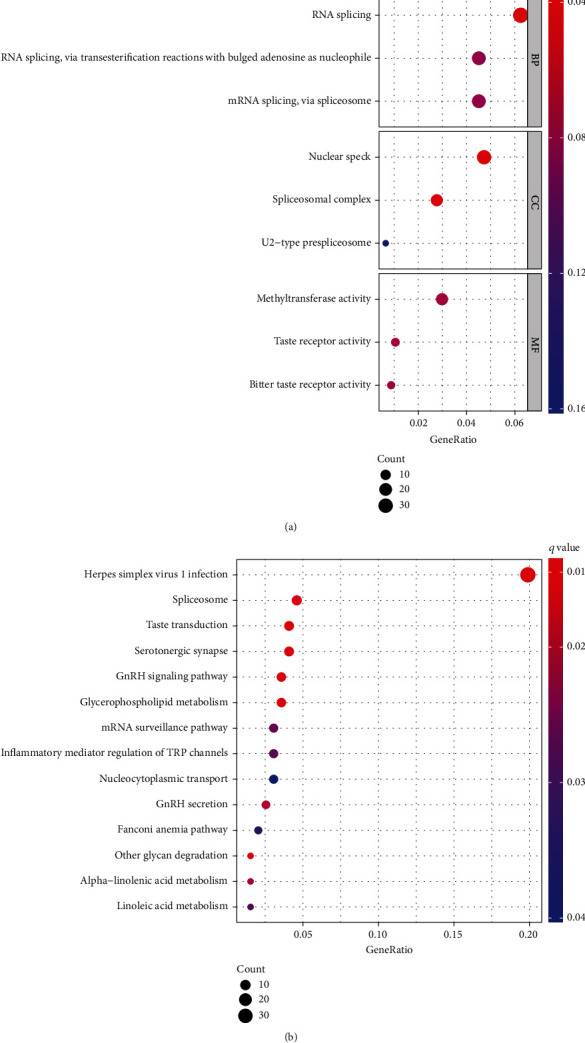 0.04
RNA splicing
RNA splicing, via transesterification reactions with bulged adenosine as nucleophile
mRNA splicing, via spliceosome
BP
0.08
Nuclear speck
Spliceosomal complex
U2−type prespliceosome
CC
0.12
Methyltransferase activity
Taste receptor activity
Bitter taste receptor activity
MF
0.16
0.02 0.04 0.06
GeneRatio
Count
10
20
30
(a)
q value
Herpes simplex virus 1 infection
0.01
Spliceosome
Taste transduction
Serotonergic synapse
0.02
GnRH signaling pathway
Glycerophospholipid metabolism
mRNA surveillance pathway
Inflammatory mediator regulation of TRP channels
Nucleocytoplasmic transport
0.03
GnRH secretion
Fanconi anemia pathway
Other glycan degradation
Alpha−linolenic acid metabolism
Linoleic acid metabolism
0.04
0.05 0.10 0.15 0.20
GeneRatio
Count
10
20
30
(b)